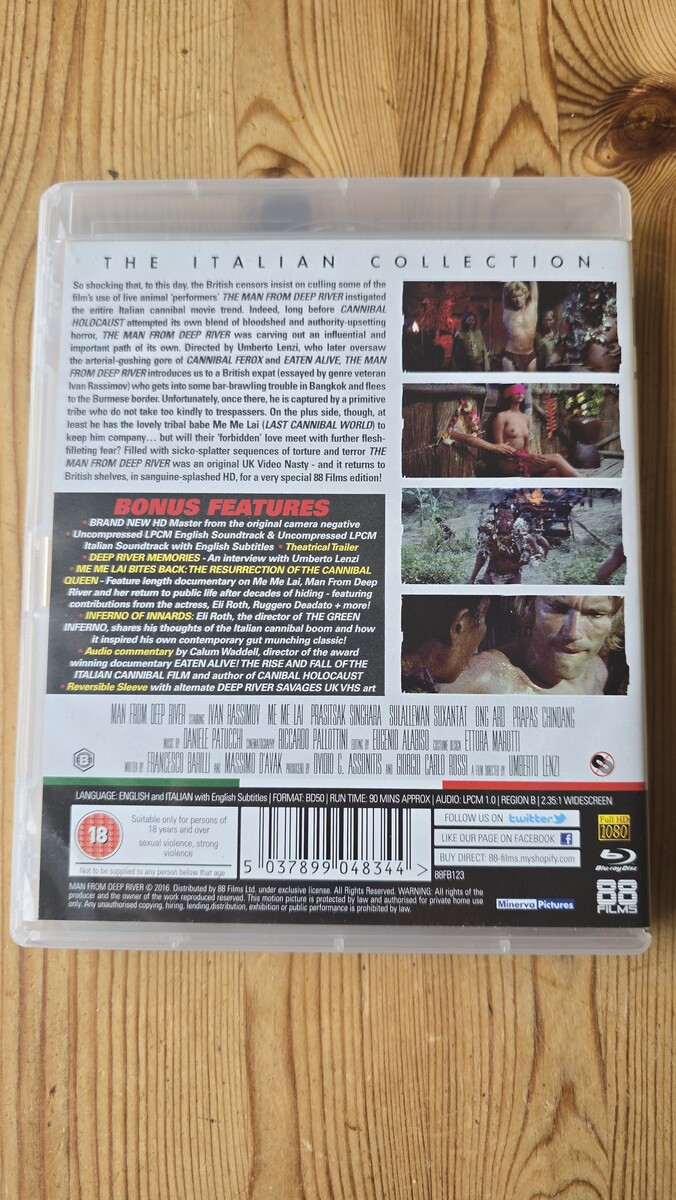 THE ITALIAN COLLECTION
So shocking that, to this day, the British censors insist on culling some of the
film's use of live animal 'performers' THE MAN FROM DEEP RIVER instigated
the entire Italian cannibal movie trend. Indeed, long before CANNIBAL
HOLOCAUST attempted its own blend of bloodshed and authority-upsetting
horror, THE MAN FROM DEEP RIVER was carving out an influential and
important path of its own. Directed by Umberto Lenzi, who later oversaw
the arterial-gushing gore of CANNIBAL FEROX and EATEN ALIVE, THE MAN
FROM DEEP RIVER introduces us to a British expat (essayed by genre veteran
Ivan Rassimov) who gets into some bar-brawling trouble in Bangkok and flees
to the Burmese border. Unfortunately, once there, he is captured by a primitive
tribe who do not take too kindly to trespassers. On the plus side, though, at
least he has the lovely tribal babe Me Me Lai (LAST CANNIBAL WORLD) to
keep him company... but will their 'forbidden' love meet with further flesh-
filleting fear? Filled with sicko-splatter sequences of torture and terror THE
MAN FROM DEEP RIVER was an original UK Video Nasty - and it returns to
British shelves, in sanguine-splashed HD, for a very special 88 Films edition!
BONUS FEATURES
• BRAND NEW HD Master from the original camera negative
• Uncompressed LPCM English Soundtrack & Uncompressed LPCM
Italian Soundtrack with English Subtitles • Theatrical Trailer
• DEEP RIVER MEMORIES - An interview with Umberto Lenzi
• ME ME LAI BITES BACK: THE RESURRECTION OF THE CANNIBAL
QUEEN - Feature length documentary on Me Me Lai, Man From Deep
River and her return to public life after decades of hiding - featuring
contributions from the actress, Eli Roth, Ruggero Deadato + more!
• INFERNO OF INNARDS: Eli Roth, the director of THE GREEN
INFERNO, shares his thoughts of the Italian cannibal boom and how
it inspired his own contemporary gut munching classic!
• Audio commentary by Calum Waddell, director of the award
winning documentary EATEN ALIVE! THE RISE AND FALL OF THE
ITALIAN CANNIBAL FILM and author of CANIBAL HOLOCAUST
• Reversible Sleeve with alternate DEEP RIVER SAVAGES UK VHS art
MAN FROM DEEP RIVER STARRING IVAN RASSIMOV ME ME LAI PRASITSAK SINGHARA SULALLEWAN SUXANTAT ONG ARD PRAPAS CHINDANG
MUSIC BY DANIELE PATUCCHI CINEMATOGRAPHY RICCARDO PALLOTTINI EDITING BY EUGENIO ALABISO COSTUME DESIGN ETTORA MAROTTI
WRITEN BY FRANCESCO BARILLI AND MASSIMO D'AVAK PRODUCERS BY OVIDIO G. ASSONITIS AND GIORGIO CARLO ROSSI A FILM DIRECTED BY UMBERTO LENZI
B
LANGUAGE: ENGLISH and ITALIAN with English Subtitles | FORMAT: BD50 | RUN TIME: 90 MINS APPROX | AUDIO: LPCM 1.0 | REGION B | 2.35:1 WIDESCREEN
18
Suitable only for persons of
18 years and over
sexual violence, strong
violence
Not to be supplied to any person below that age
5 037899 048344 >
FOLLOW US ON twitter
LIKE OUR PAGE ON FACEBOOK f
BUY DIRECT: 88-films.myshopify.com
88FB123
Full HD
1080
Blu-ray Disc
88
FILMS
MAN FROM DEEP RIVER © 2016. Distributed by 88 Films Ltd. under exclusive license. All Rights Reserved. WARNING: All rights of the
producer and the owner of the work reproduced reserved. This motion picture is protected by law and authorised for private home use
only. Any unauthorised copying, hiring, lending, distribution, exhibition or public performance is prohibited by law.
Minerva Pictures